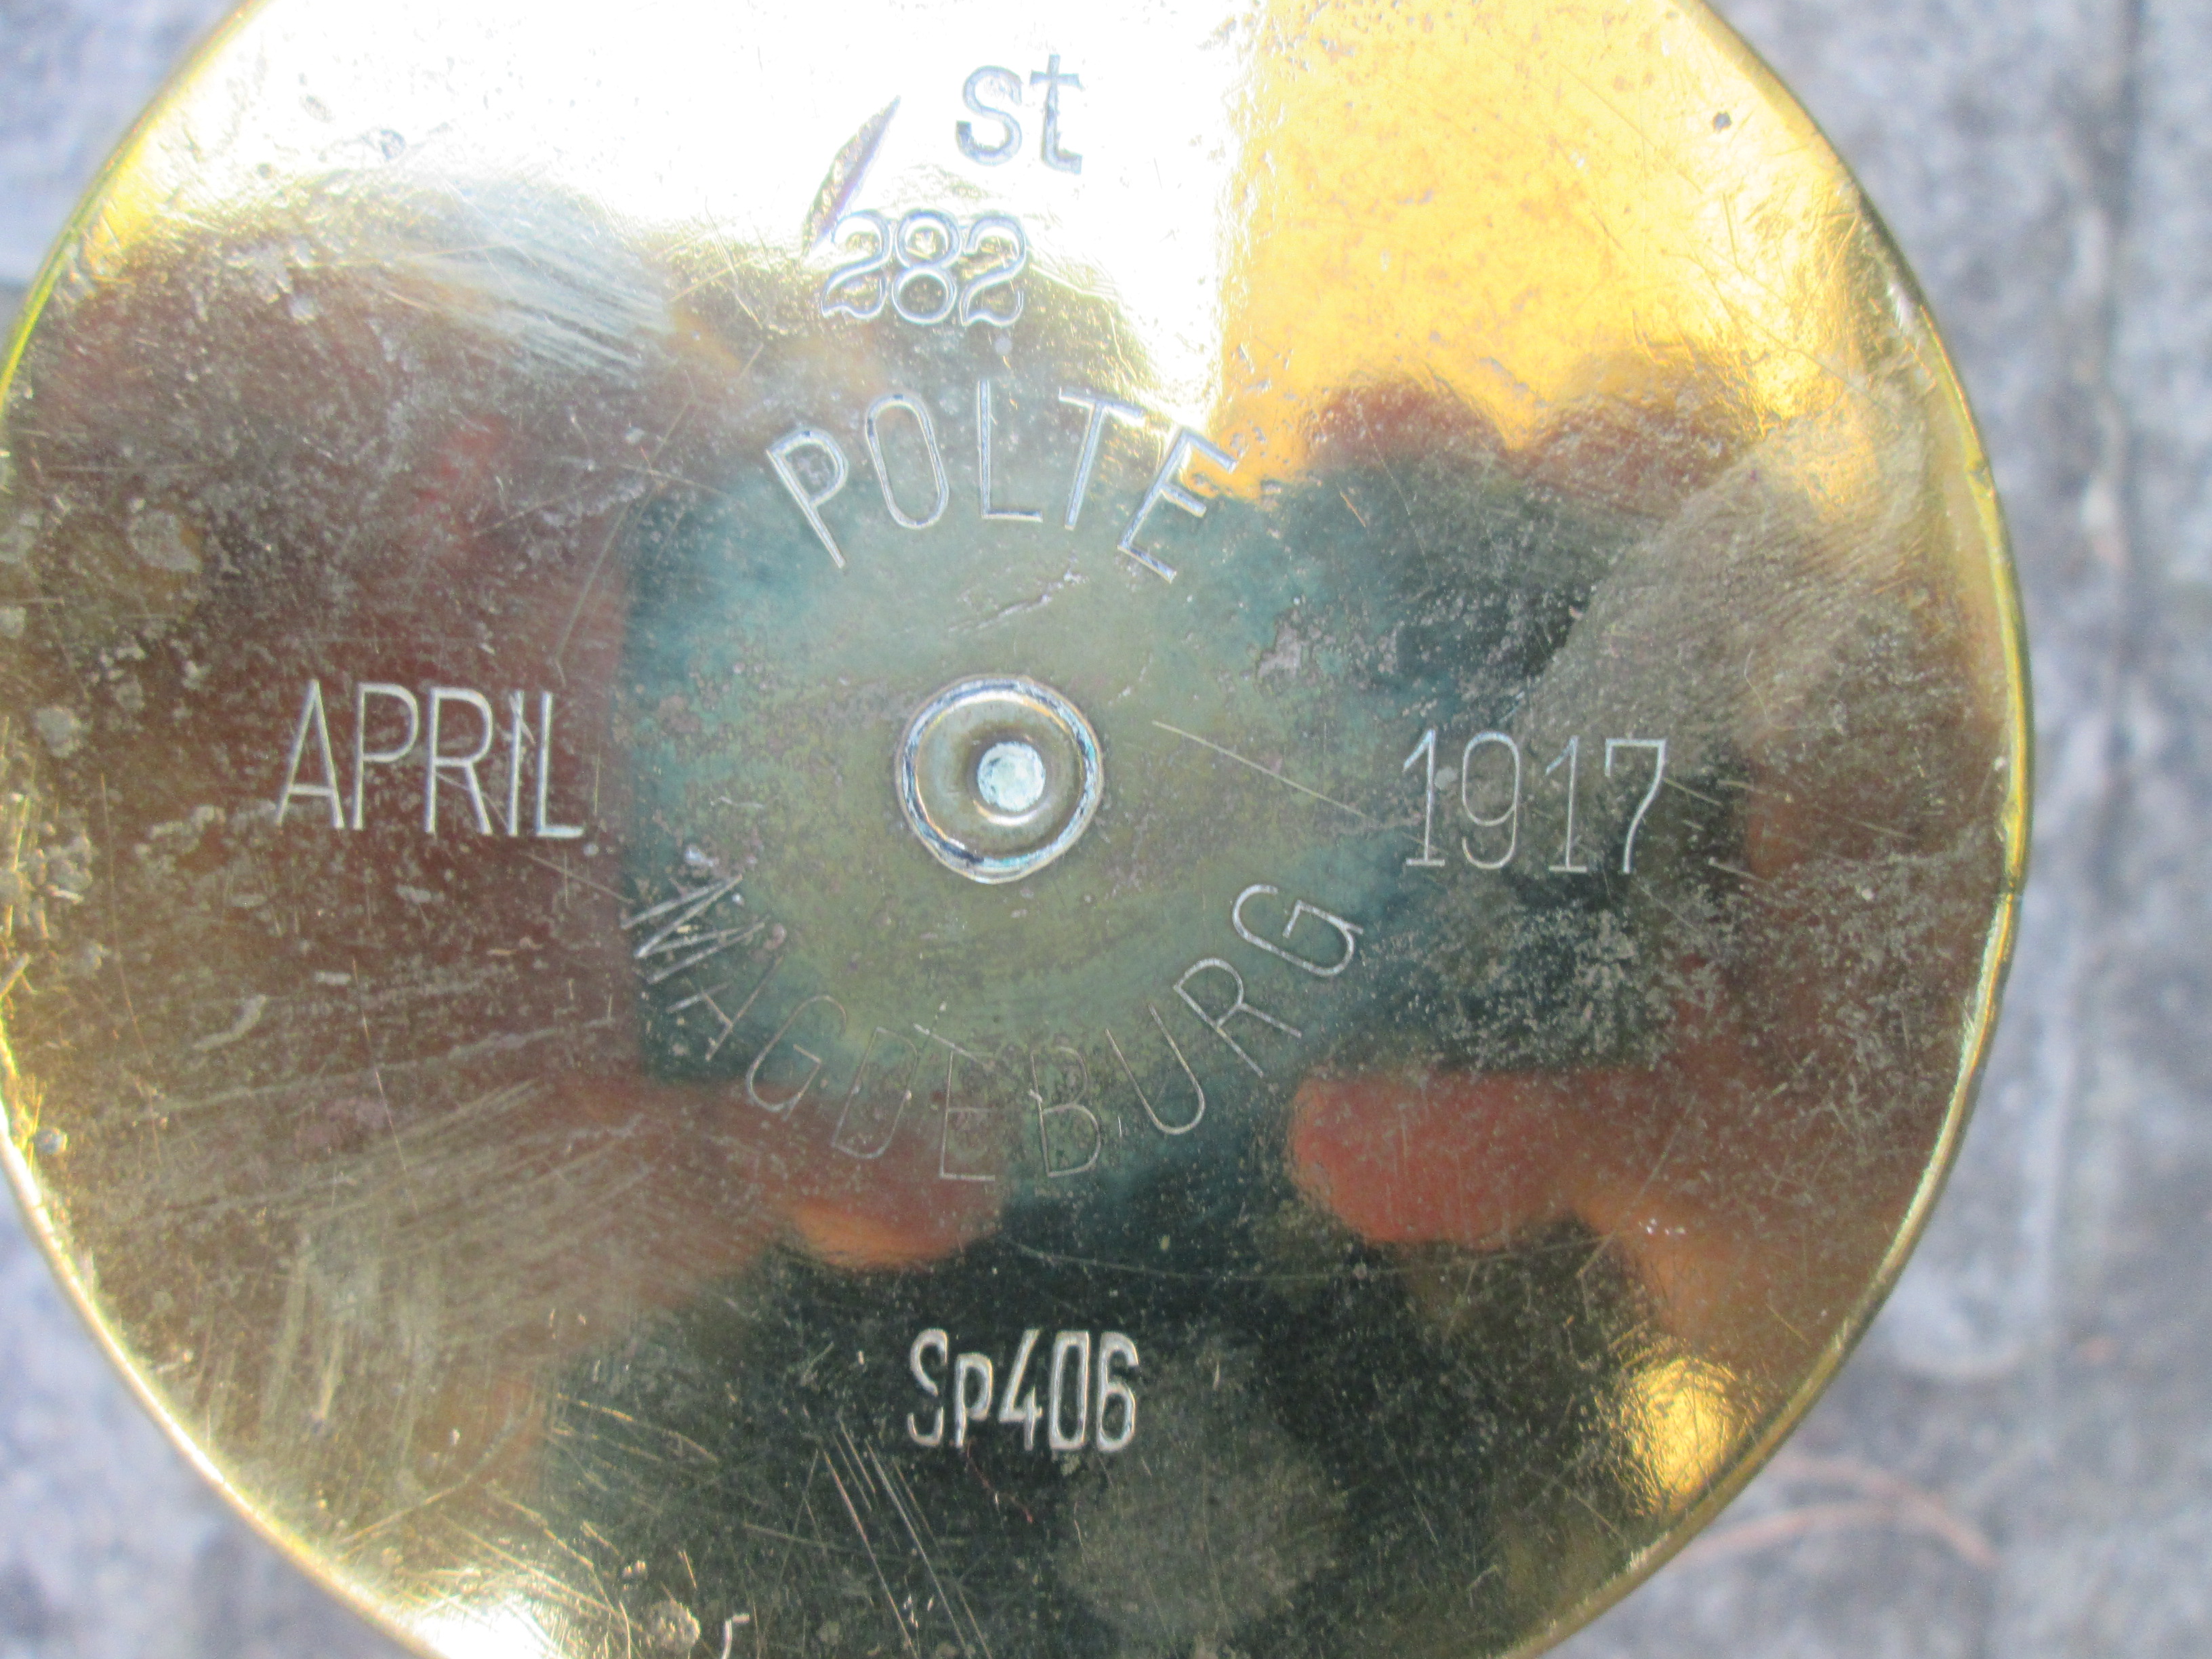 st
282
POLTE
APRIL 1917
MAGDEBURG
Sp406